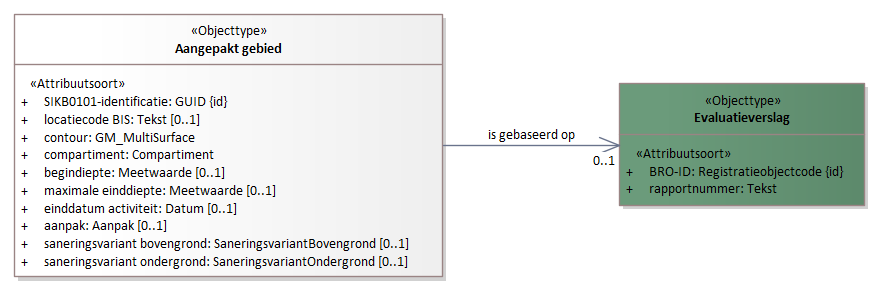 «Objecttype»
Aangepakt gebied
«Attribuutsoort»
+ SIKB0101-identificatie: GUID {id}
+ locatiecode BIS: Tekst [0..1]
+ contour: GM_MultiSurface
+ compartiment: Compartiment
+ begindiepte: Meetwaarde [0..1]
+ maximale einddiepte: Meetwaarde [0..1]
+ einddatum activiteit: Datum [0..1]
+ aanpak: Aanpak [0..1]
+ saneringsvariant bovengrond: SaneringsvariantBovengrond [0..1]
+ saneringsvariant ondergrond: SaneringsvariantOndergrond [0..1]
is gebaseerd op
0..1
«Objecttype»
Evaluatieverslag
«Attribuutsoort»
+ BRO-ID: Registratieobjectcode {id}
+ rapportnummer: Tekst